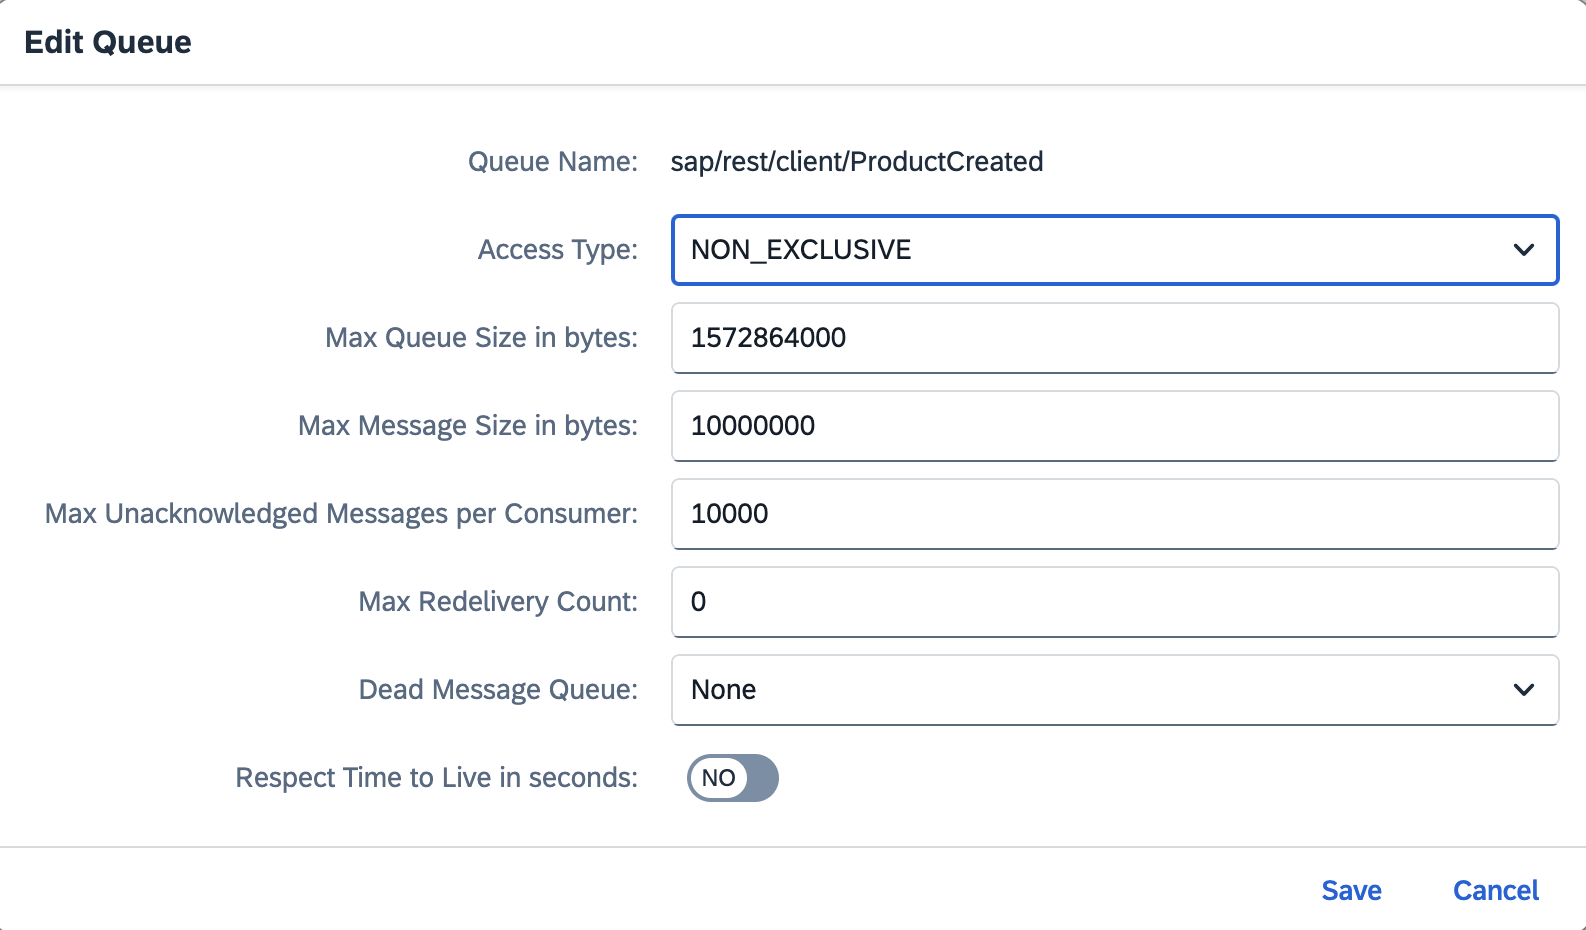 Edit Queue
Queue Name: sap/rest/client/ProductCreated
Access Type: NON_EXCLUSIVE
Max Queue Size in bytes: 1572864000
Max Message Size in bytes: 10000000
Max Unacknowledged Messages per Consumer: 10000
Max Redelivery Count: 0
Dead Message Queue: None
Respect Time to Live in seconds: NO
Save Cancel